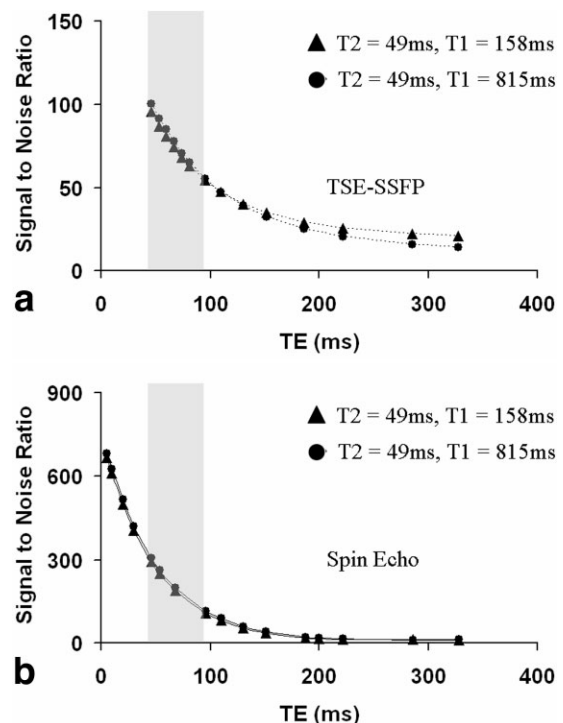 150
100
50
0
Signal to Noise Ratio
T2 = 49ms, T1 = 158ms
T2 = 49ms, T1 = 815ms
TSE-SSFP
0 100 200 300 400
TE (ms)
a
900
600
300
0
Signal to Noise Ratio
T2 = 49ms, T1 = 158ms
T2 = 49ms, T1 = 815ms
Spin Echo
0 100 200 300 400
TE (ms)
b